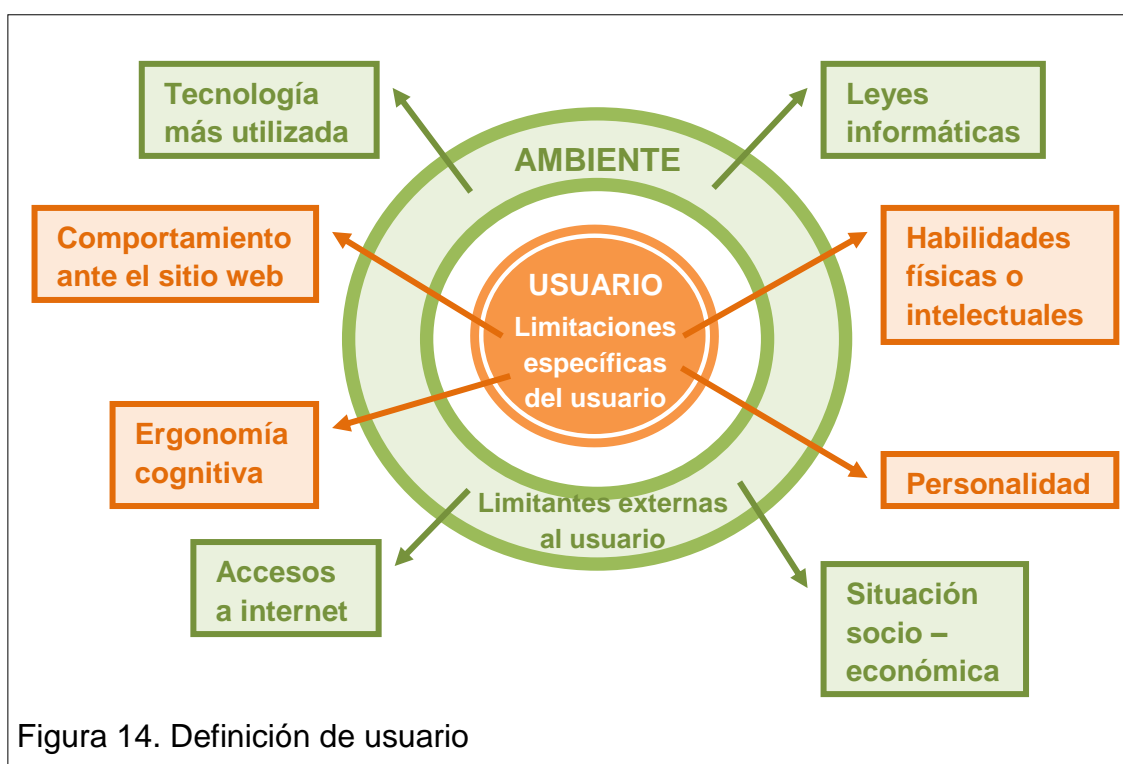 Tecnología
más utilizada
Leyes
informáticas
AMBIENTE
Comportamiento
ante el sitio web
Habilidades
físicas o
intelectuales
USUARIO
Limitaciones
específicas
del usuario
Ergonomía
cognitiva
Personalidad
Limitantes externas
al usuario
Accesos
a internet
Situación
socio –
económica
Figura 14. Definición de usuario